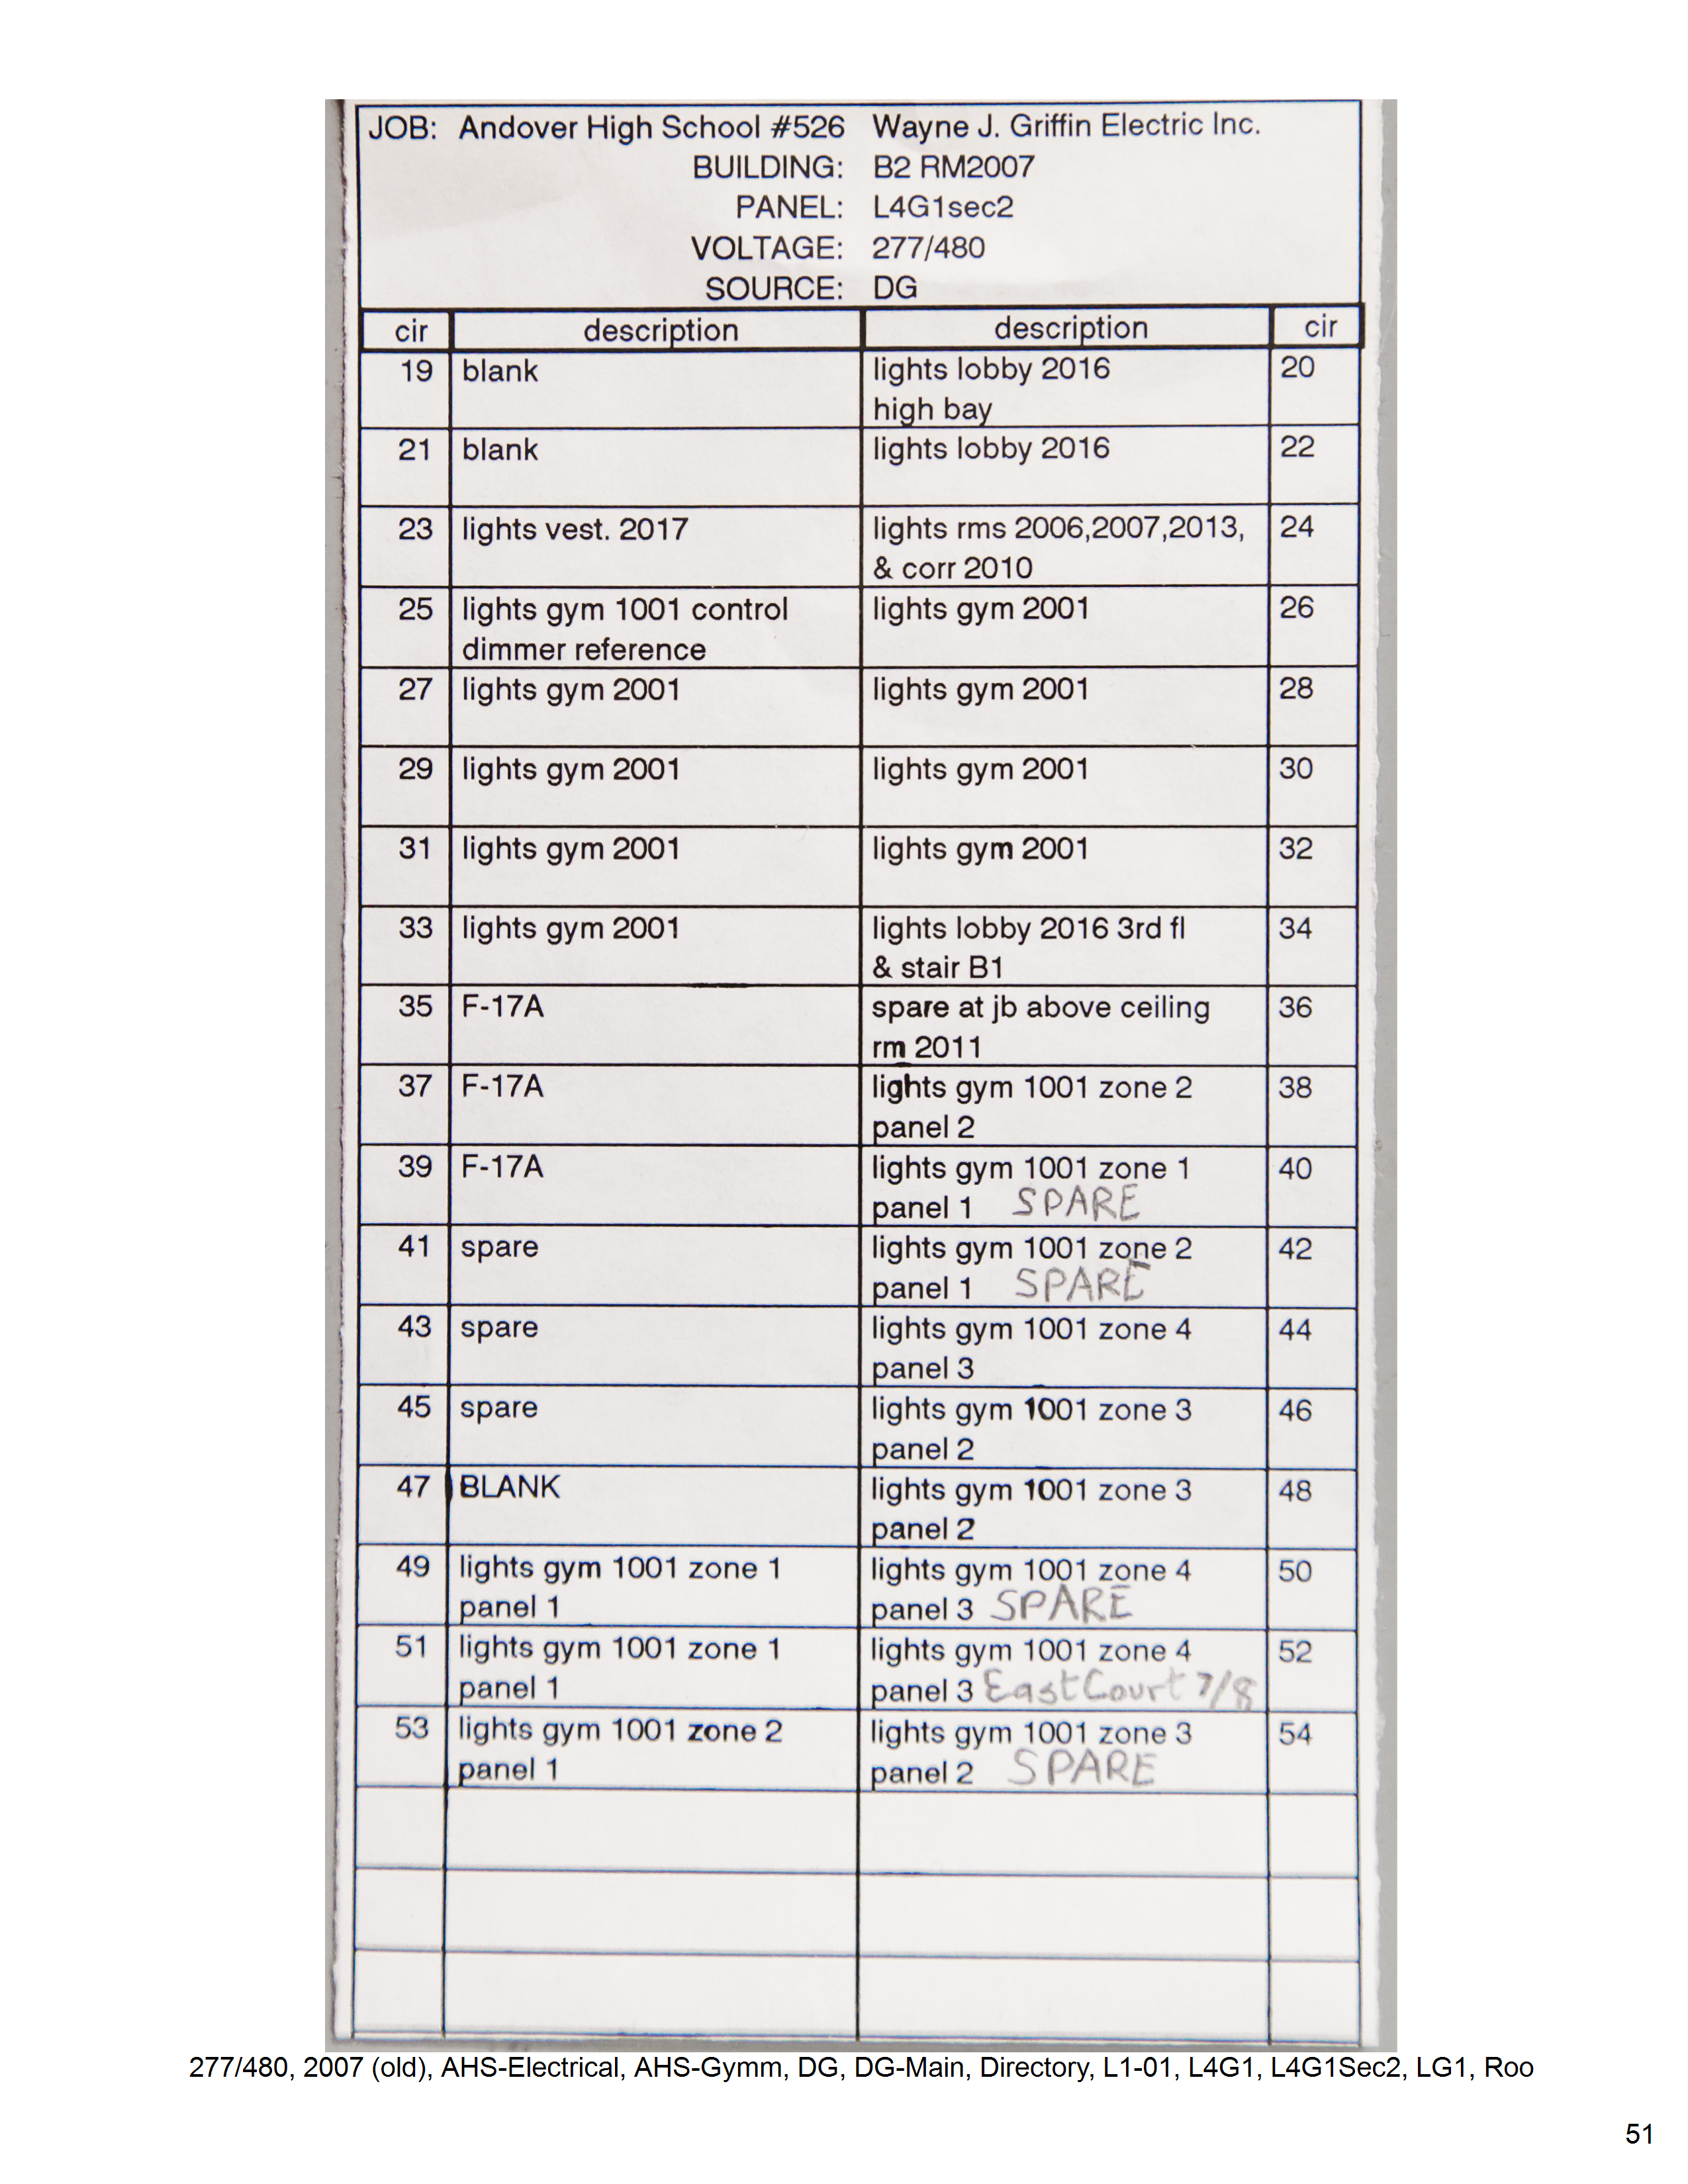 JOB: Andover High School #526 Wayne J. Griffin Electric Inc.
BUILDING: B2 RM2007
PANEL: L4G1sec2
VOLTAGE: 277/480
SOURCE: DG
cir description description cir
19 blank lights lobby 2016 20
high bay
21 blank lights lobby 2016 22
23 lights vest. 2017 lights rms 2006,2007,2013, 24
& corr 2010
25 lights gym 1001 control lights gym 2001 26
dimmer reference
27 lights gym 2001 lights gym 2001 28
29 lights gym 2001 lights gym 2001 30
31 lights gym 2001 lights gym 2001 32
33 lights gym 2001 lights lobby 2016 3rd fl 34
& stair B1
35 F-17A spare at jb above ceiling 36
rm 2011
37 F-17A lights gym 1001 zone 2 38
panel 2
39 F-17A lights gym 1001 zone 1 40
panel 1 SPARE
41 spare lights gym 1001 zone 2 42
panel 1 SPARE
43 spare lights gym 1001 zone 4 44
panel 3
45 spare lights gym 1001 zone 3 46
panel 2
47 BLANK lights gym 1001 zone 3 48
panel 2
49 lights gym 1001 zone 1 lights gym 1001 zone 4 50
panel 1 panel 3 SPARE
51 lights gym 1001 zone 1 lights gym 1001 zone 4 52
panel 1 panel 3 East Court 7/8
53 lights gym 1001 zone 2 lights gym 1001 zone 3 54
panel 1 panel 2 SPARE
277/480, 2007 (old), AHS-Electrical, AHS-Gymm, DG, DG-Main, Directory, L1-01, L4G1, L4G1Sec2, LG1, Roo
51